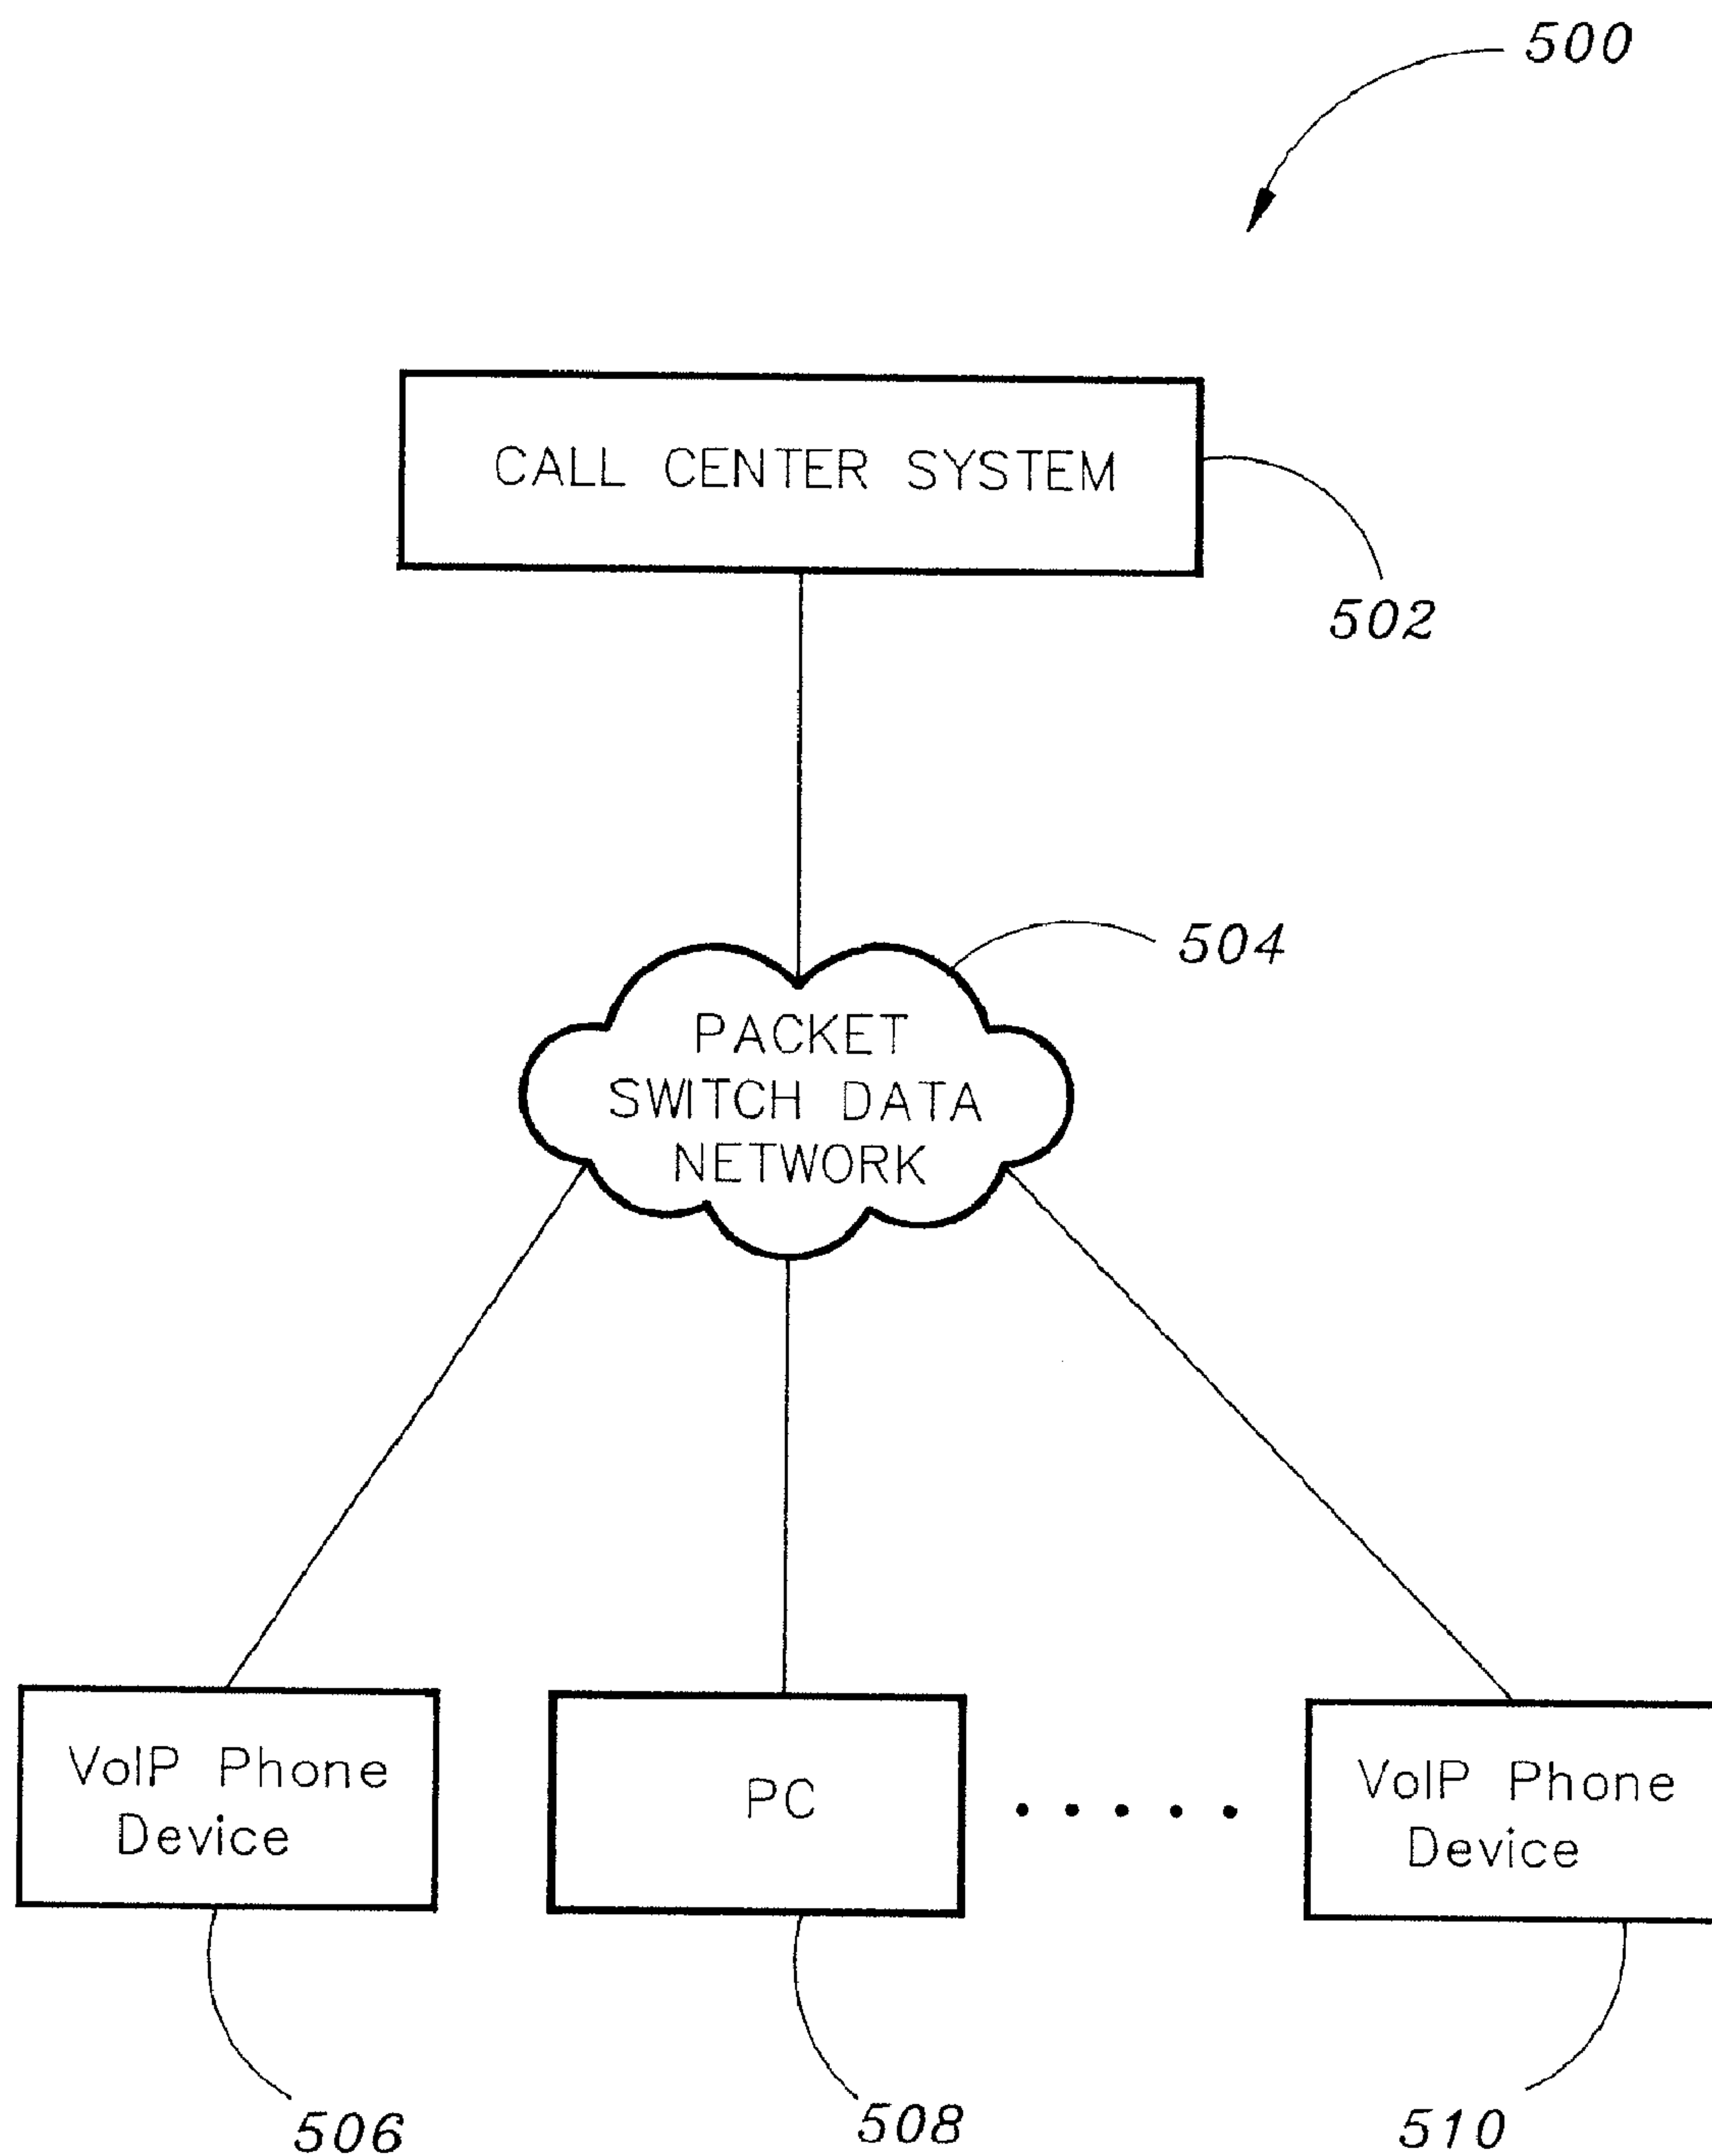 500
CALL CENTER SYSTEM
502
504
PACKET
SWITCH DATA
NETWORK
VoIP Phone
Device
PC
VoIP Phone
Device
506
508
510